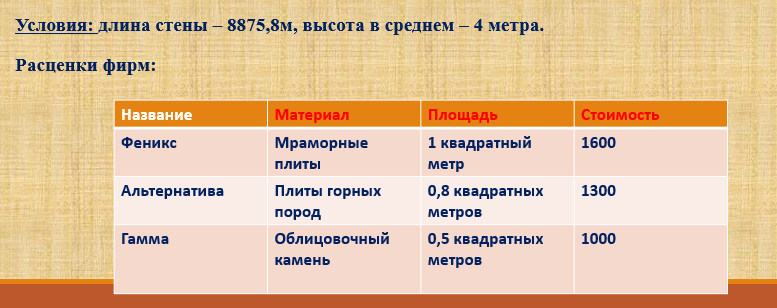 Условия: длина стены – 8875,8м, высота в среднем – 4 метра.
Расценки фирм:
Название Материал Площадь Стоимость
Феникс Мраморные плиты 1 квадратный метр 1600
Альтернатива Плиты горных пород 0,8 квадратных метров 1300
Гамма Облицовочный камень 0,5 квадратных метров 1000